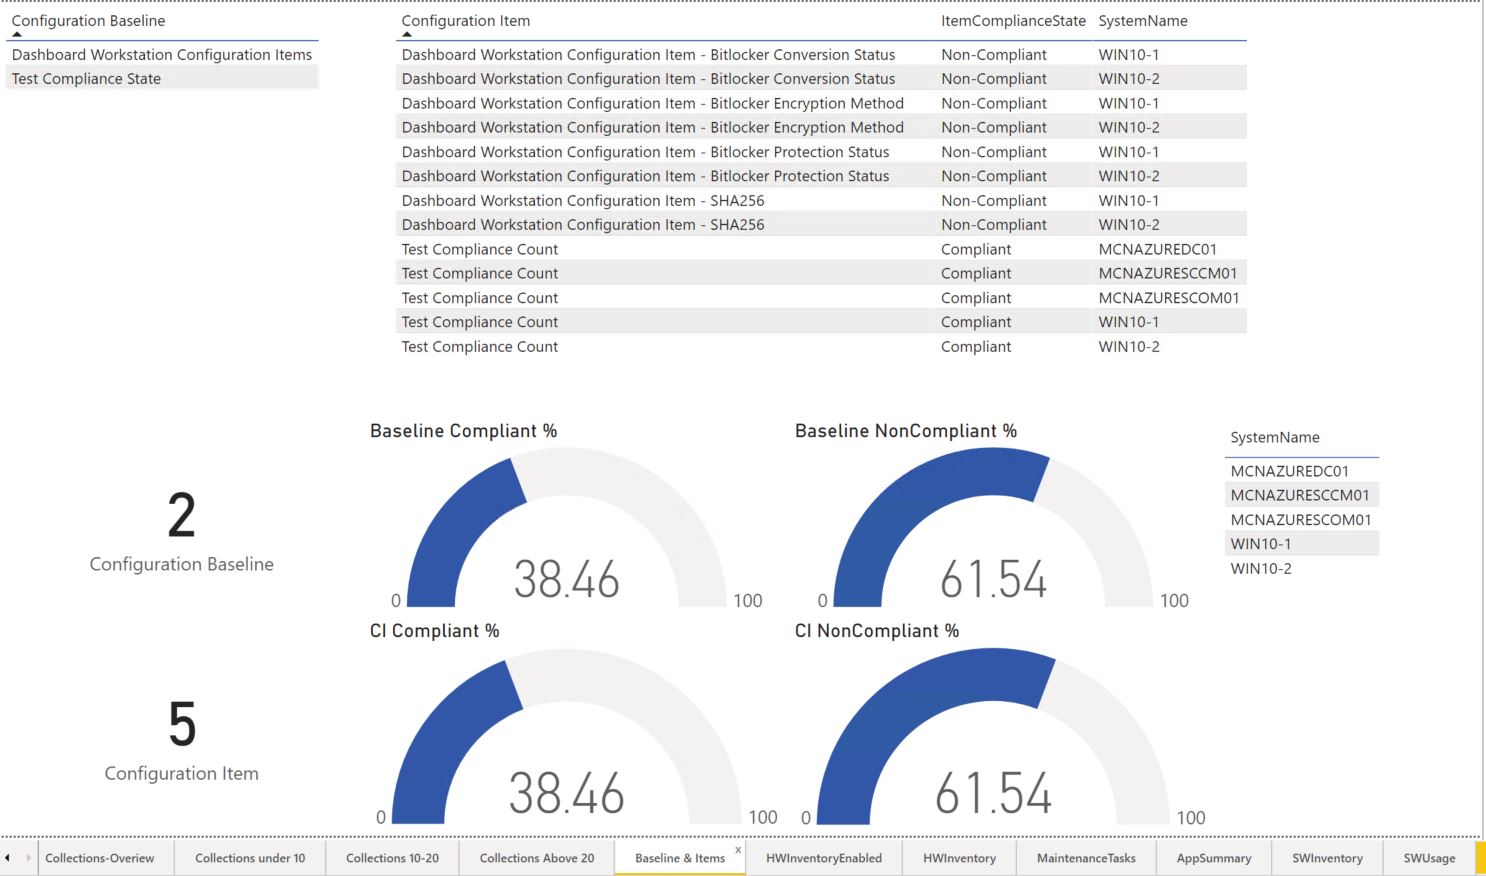 Configuration Baseline
Dashboard Workstation Configuration Items
Test Compliance State
Configuration Item ItemComplianceState SystemName
Dashboard Workstation Configuration Item - Bitlocker Conversion Status Non-Compliant WIN10-1
Dashboard Workstation Configuration Item - Bitlocker Conversion Status Non-Compliant WIN10-2
Dashboard Workstation Configuration Item - Bitlocker Encryption Method Non-Compliant WIN10-1
Dashboard Workstation Configuration Item - Bitlocker Encryption Method Non-Compliant WIN10-2
Dashboard Workstation Configuration Item - Bitlocker Protection Status Non-Compliant WIN10-1
Dashboard Workstation Configuration Item - Bitlocker Protection Status Non-Compliant WIN10-2
Dashboard Workstation Configuration Item - SHA256 Non-Compliant WIN10-1
Dashboard Workstation Configuration Item - SHA256 Non-Compliant WIN10-2
Test Compliance Count Compliant MCNAZUREDC01
Test Compliance Count Compliant MCNAZURESCCM01
Test Compliance Count Compliant MCNAZURESCOM01
Test Compliance Count Compliant WIN10-1
Test Compliance Count Compliant WIN10-2
2
Configuration Baseline
Baseline Compliant %
38.46
0 100
Baseline NonCompliant %
61.54
0 100
SystemName
MCNAZUREDC01
MCNAZURESCCM01
MCNAZURESCOM01
WIN10-1
WIN10-2
5
Configuration Item
CI Compliant %
38.46
0 100
CI NonCompliant %
61.54
0 100
Collections-Overiew Collections under 10 Collections 10-20 Collections Above 20 Baseline & Items x HWInventoryEnabled HWInventory MaintenanceTasks AppSummary SWInventory SWUsage